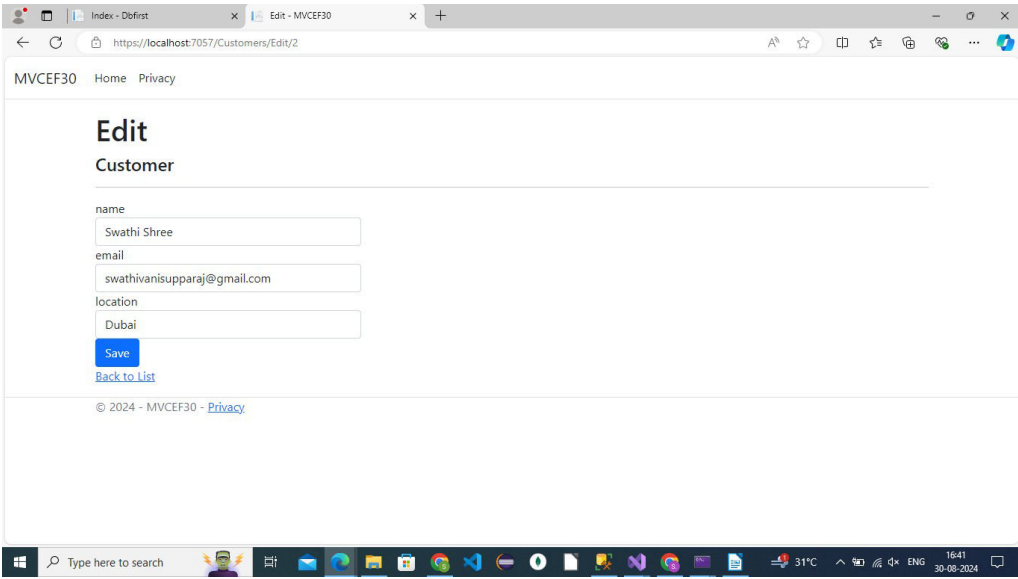 Index - Dbfirst
Edit - MVCEF30
https://localhost:7057/Customers/Edit/2
MVCEF30 Home Privacy
Edit
Customer
name
Swathi Shree
email
swathivanisupparaj@gmail.com
location
Dubai
Save
Back to List
© 2024 - MVCEF30 - Privacy
Type here to search
31°C
ENG
16:41
30-08-2024